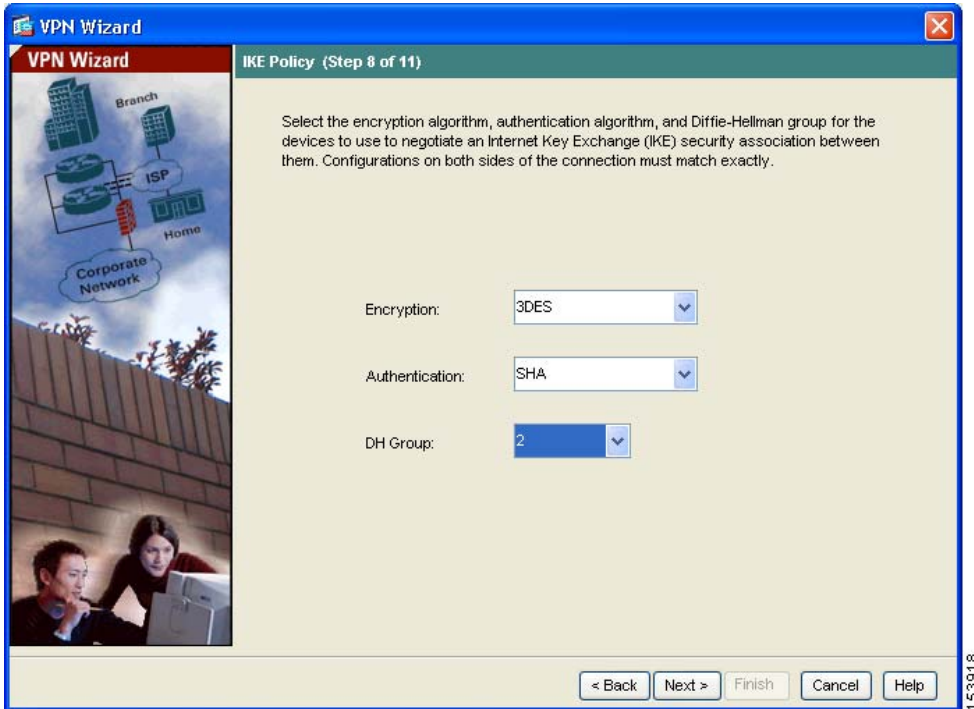 VPN Wizard
VPN Wizard
IKE Policy (Step 8 of 11)
Branch
ISP
Home
Corporate
Network
Select the encryption algorithm, authentication algorithm, and Diffie-Hellman group for the
devices to use to negotiate an Internet Key Exchange (IKE) security association between
them. Configurations on both sides of the connection must match exactly.
Encryption: 3DES
Authentication: SHA
DH Group: 2
< Back Next > Finish Cancel Help
153918